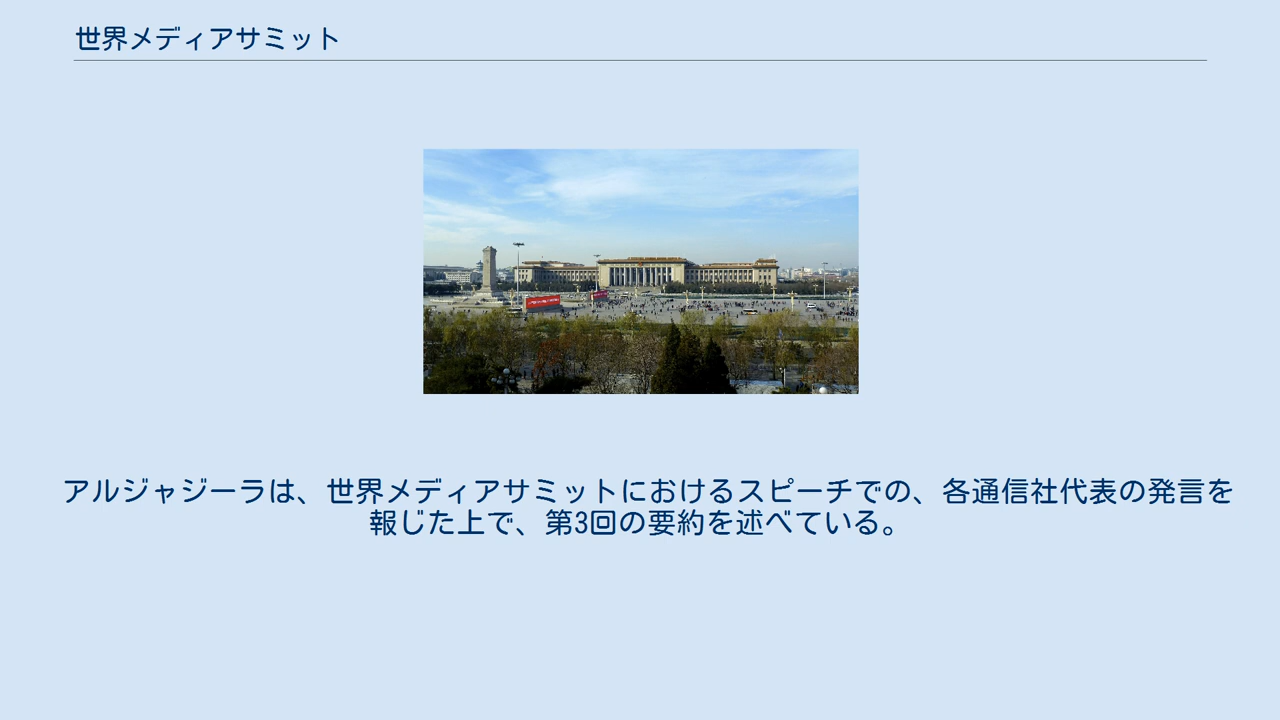 世界メディアサミット
アルジャジーラは、世界メディアサミットにおけるスピーチでの、各通信社代表の発言を
報じた上で、第3回の要約を述べている。